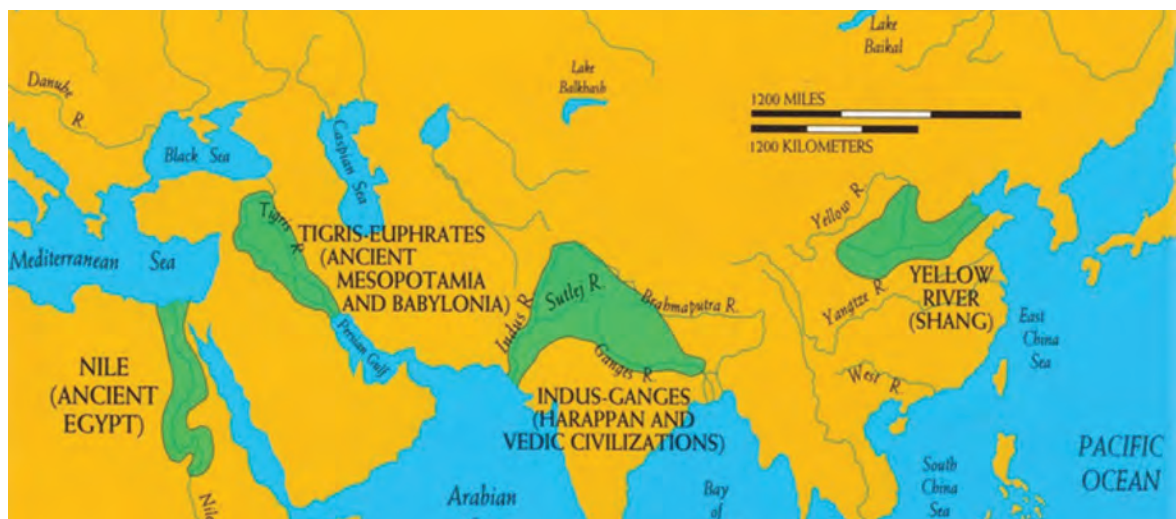 Lake
Baikal
Lake
Balkhash
1200 MILES
1200 KILOMETERS
Danube
R.
Black Sea
Caspian Sea
Yellow R.
Tigris R.
TIGRIS-EUPHRATES
(ANCIENT
MESOPOTAMIA
AND BABYLONIA)
Mediterranean Sea
Persian Gulf
Indus R.
Sutlej R.
Brahmaputra R.
Ganges R.
YELLOW
RIVER
(SHANG)
Yangtze R.
East
China
Sea
West R.
NILE
(ANCIENT
EGYPT)
INDUS-GANGES
(HARAPPAN AND
VEDIC CIVILIZATIONS)
PACIFIC
OCEAN
South
China
Sea
Arabian
Bay
of
Nile